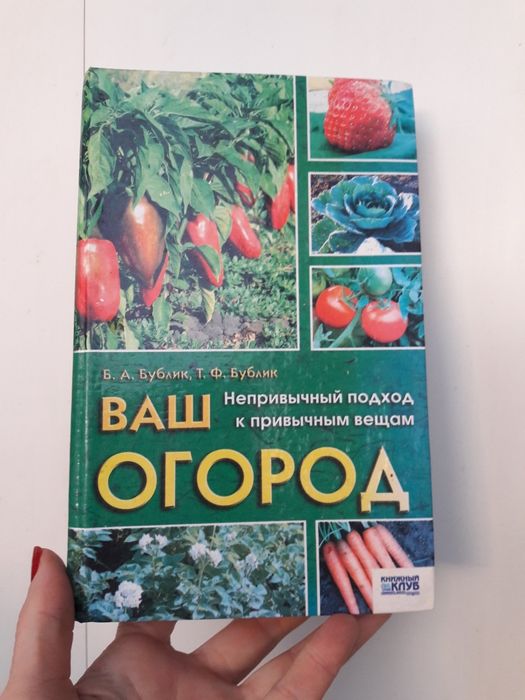 Б. А. Бублик, Т. Ф. Бублик
ВАШ
Непривычный подход
к привычным вещам
ОГОРОД
КНИЖНЫЙ
КЛУБ